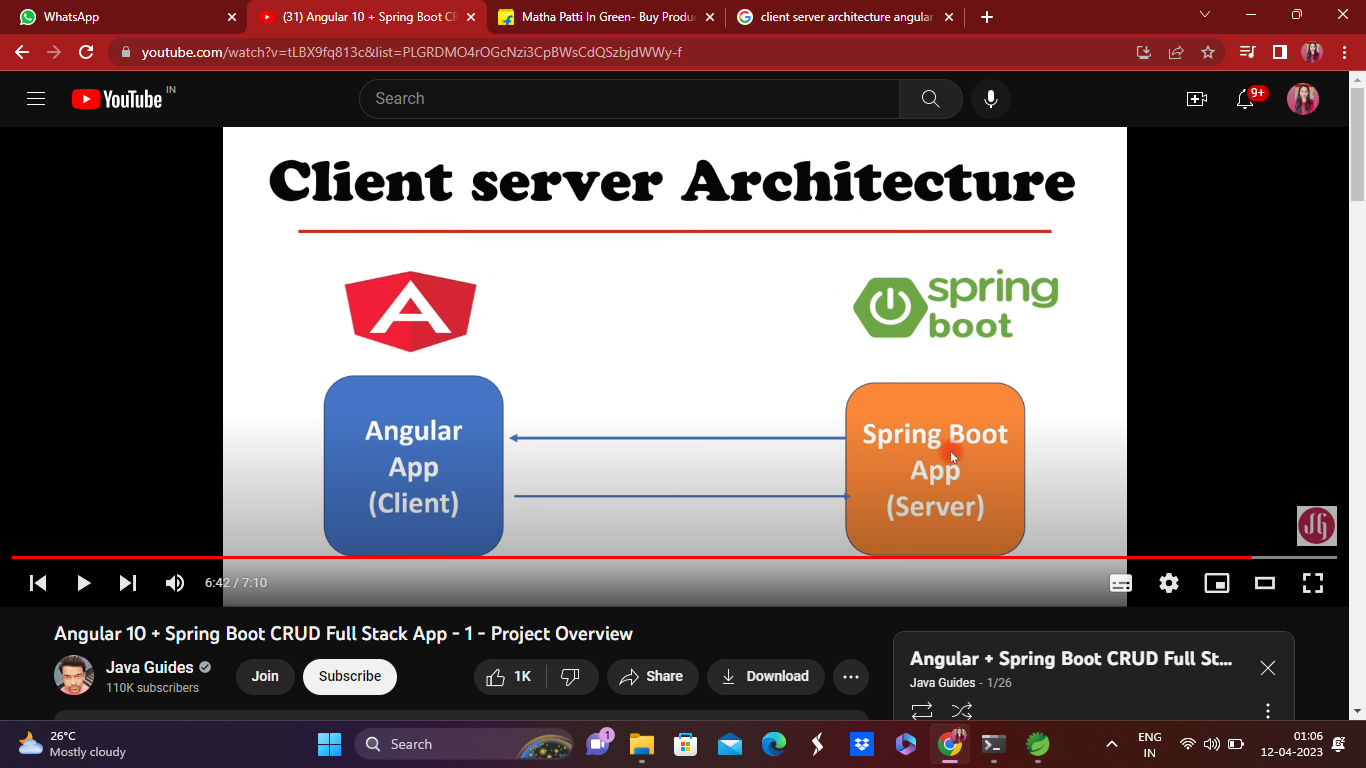 WhatsApp
(31) Angular 10 + Spring Boot CR
Matha Patti In Green- Buy Produc
client server architecture angular
youtube.com/watch?v=tLBX9fq813c&list=PLGRDMO4rOGcNzi3CpBWsCdQSzbjdWWy-f
YouTube IN
Search
9+
Client server Architecture
spring
boot
Angular
App
(Client)
Spring Boot
App
(Server)
6:42 / 7:10
Angular 10 + Spring Boot CRUD Full Stack App - 1 - Project Overview
Java Guides
110K subscribers
Join
Subscribe
1K
Share
Download
Angular + Spring Boot CRUD Full St...
Java Guides - 1/26
26°C
Mostly cloudy
Search
1
ENG
IN
01:06
12-04-2023